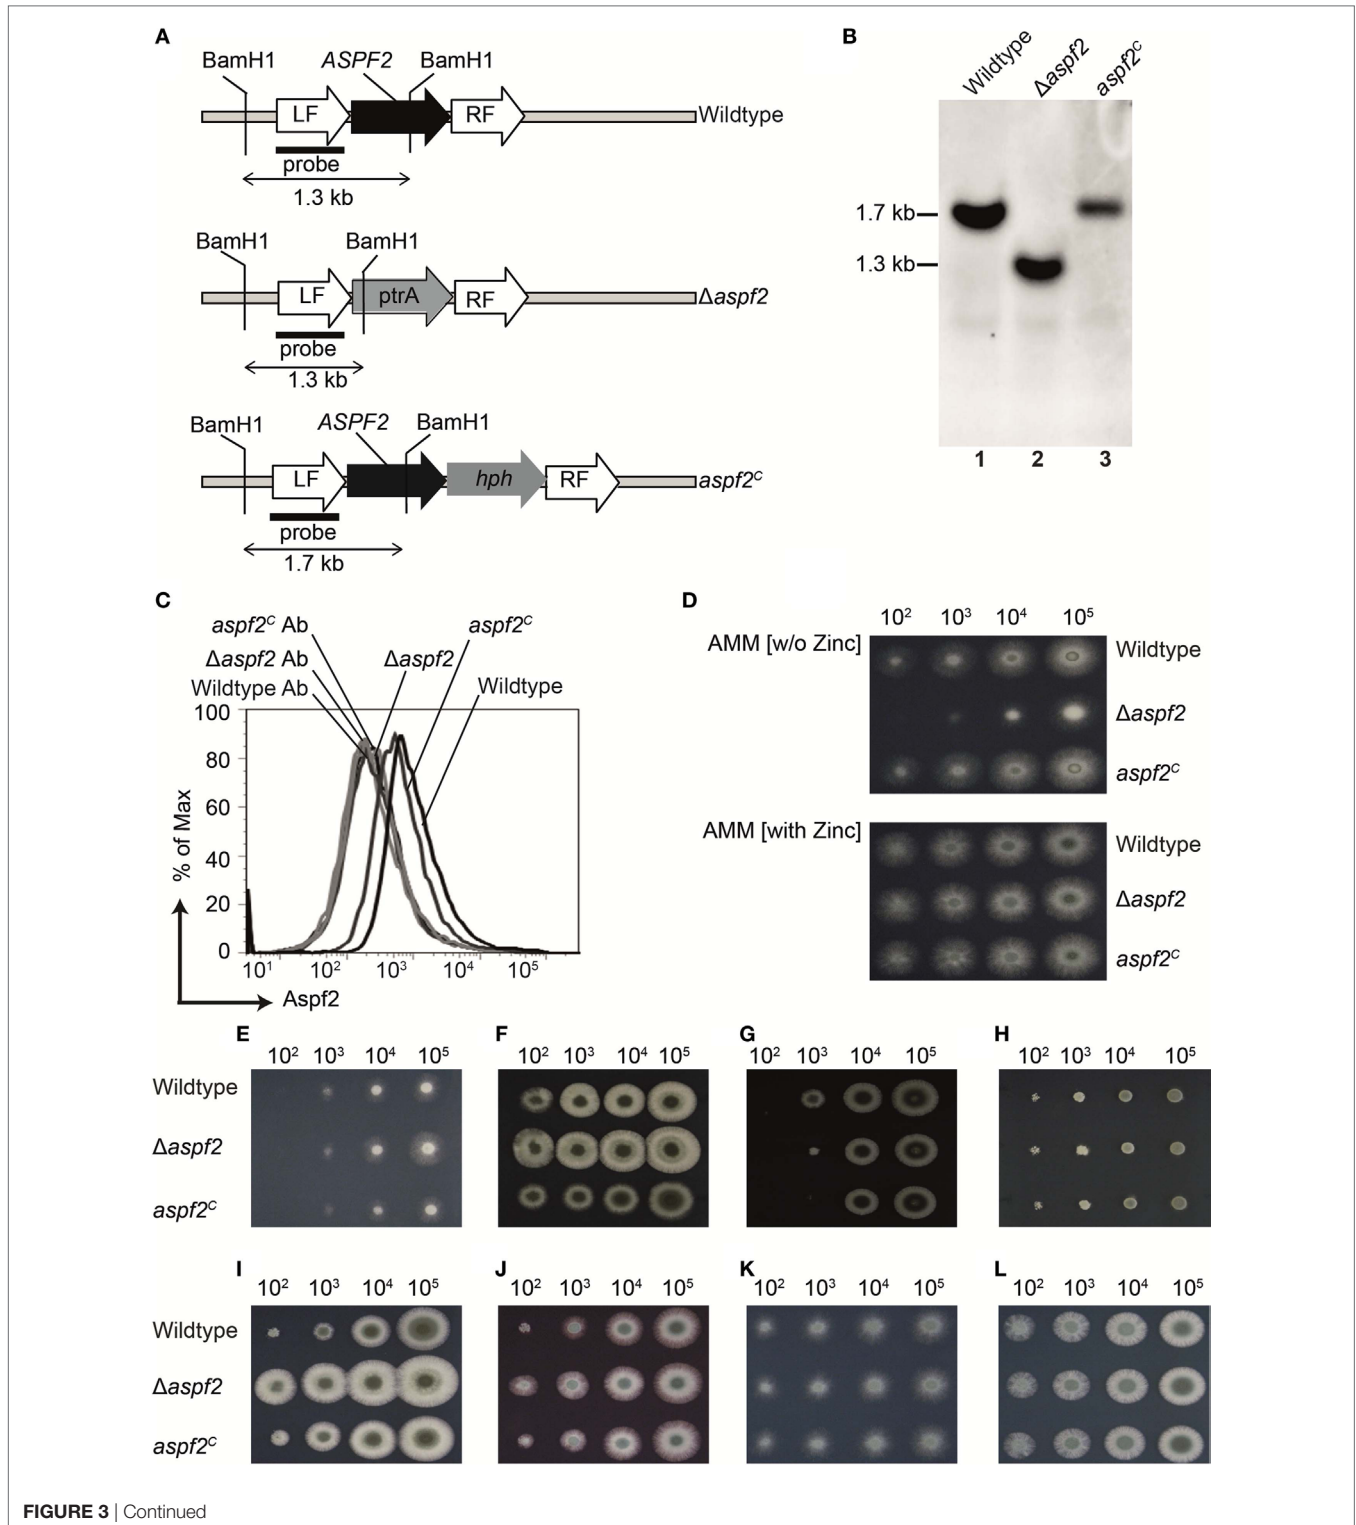 A
BamH1 ASPF2 BamH1
LF RF Wildtype
probe
1.3 kb
BamH1 BamH1
LF ptrA RF Δaspf2
probe
1.3 kb
BamH1 ASPF2 BamH1
LF hph RF aspf2ᶜ
probe
1.7 kb
B
Wildtype Δaspf2 aspf2ᶜ
1.7 kb
1.3 kb
1 2 3
C
aspf2ᶜ Ab aspf2ᶜ
Δaspf2 Ab Δaspf2
Wildtype Ab Wildtype
100
80
60
40
20
0
% of Max
10¹ 10² 10³ 10⁴ 10⁵
Aspf2
D
10² 10³ 10⁴ 10⁵
AMM [w/o Zinc] Wildtype
Δaspf2
aspf2ᶜ
AMM [with Zinc] Wildtype
Δaspf2
aspf2ᶜ
E F G H
10² 10³ 10⁴ 10⁵ 10² 10³ 10⁴ 10⁵ 10² 10³ 10⁴ 10⁵ 10² 10³ 10⁴ 10⁵
Wildtype
Δaspf2
aspf2ᶜ
I J K L
10² 10³ 10⁴ 10⁵ 10² 10³ 10⁴ 10⁵ 10² 10³ 10⁴ 10⁵ 10² 10³ 10⁴ 10⁵
Wildtype
Δaspf2
aspf2ᶜ
FIGURE 3 | Continued